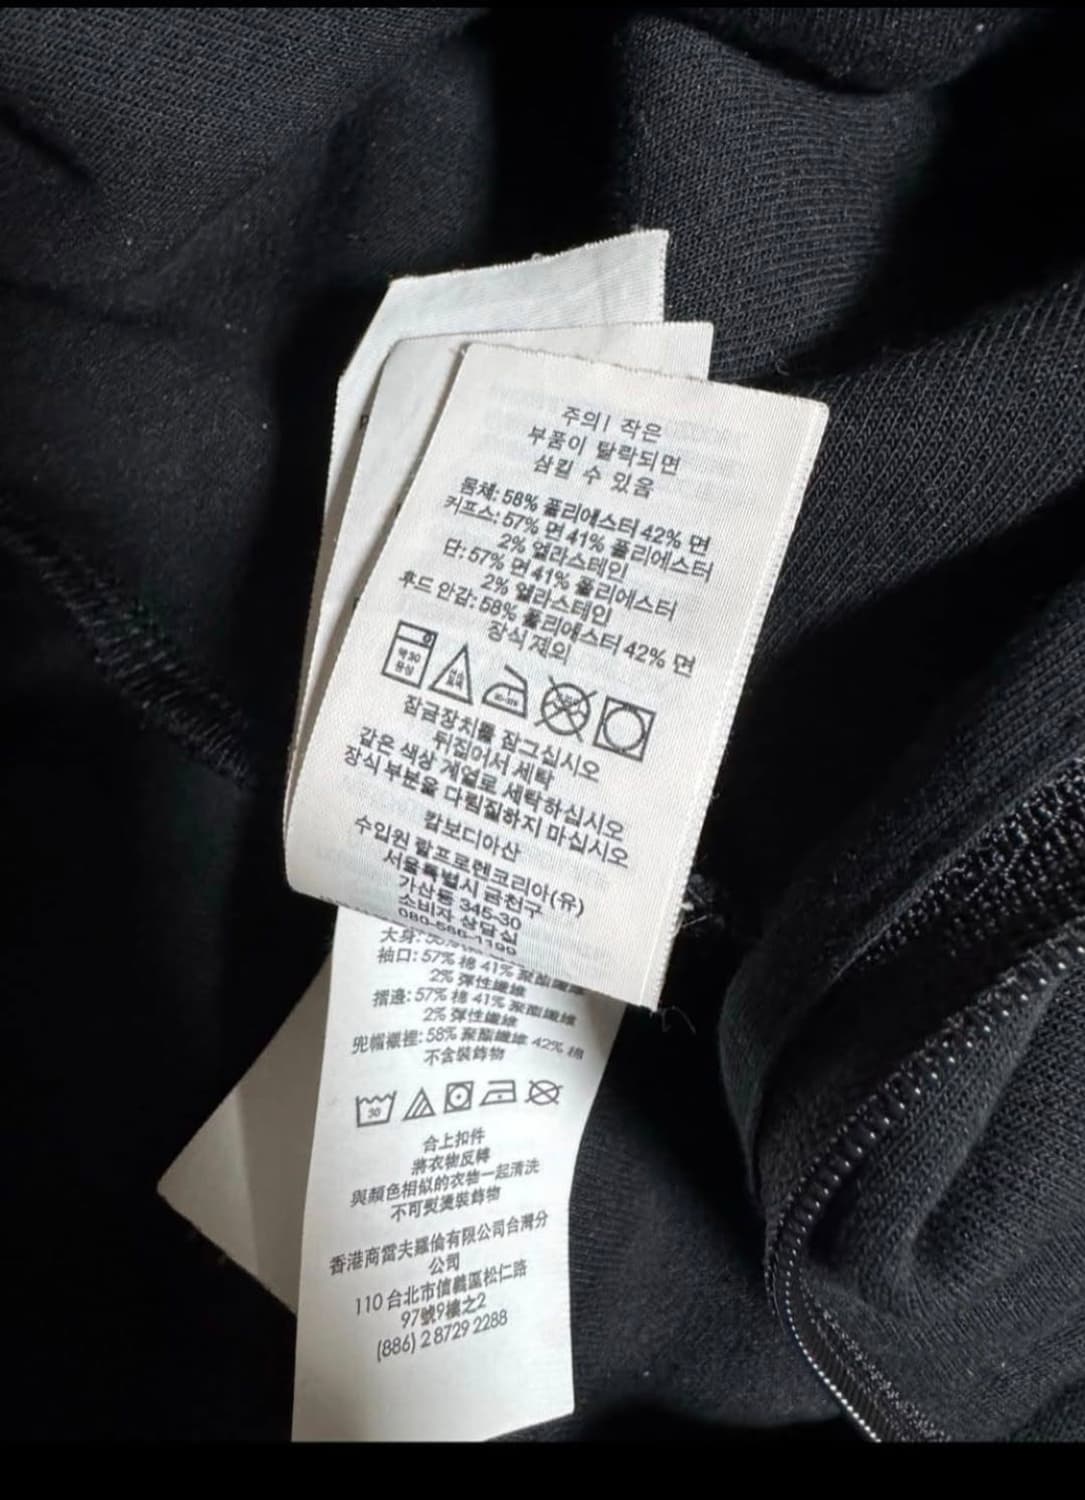 주의! 작은
부품이 탈락되면
삼킬 수 있음
몸체: 58% 폴리에스터 42% 면
커프스: 57% 면 41% 폴리에스터
2% 엘라스테인
단: 57% 면 41% 폴리에스터
2% 엘라스테인
후드 안감: 58% 폴리에스터 42% 면
장식 제외
약30
중성
잠금장치를 잠그십시오
뒤집어서 세탁
같은 색상 계열로 세탁하십시오
장식 부분을 다림질하지 마십시오
캄보디아산
수입원 랄프로렌코리아(유)
서울특별시 금천구
가산동 345-30
소비자 상담실
080-566-1199
大身:
袖口: 57% 棉 41% 聚酯纖維
2% 彈性纖維
摺邊: 57% 棉 41% 聚酯纖維
2% 彈性纖維
兜帽襯裡: 58% 聚酯纖維 42% 棉
不含裝飾物
30
合上扣件
將衣物反轉
與顏色相似的衣物一起清洗
不可熨燙裝飾物
香港商雷夫羅倫有限公司台灣分
公司
110 台北市信義區松仁路
97號9樓之2
(886) 2 8729 2288